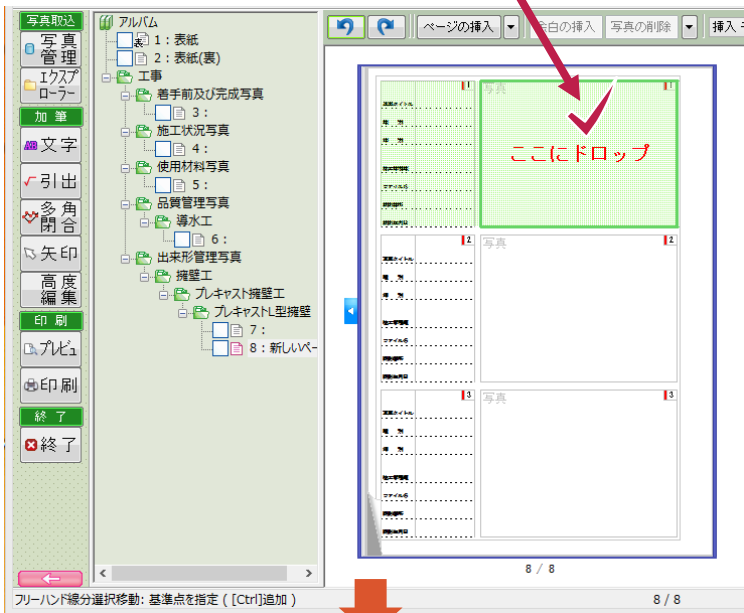 写真取込
写真
管理
エクスプ
ローラー
加 筆
文字
引出
多角
閉合
矢印
高度
編集
印 刷
プレビュ
印刷
終 了
終了
アルバム
表 1：表紙
2：表紙(裏)
工事
着手前及び完成写真
3：
施工状況写真
4：
使用材料写真
5：
品質管理写真
導水工
6：
出来形管理写真
擁壁工
プレキャスト擁壁工
プレキャストL型擁壁
7：
8：新しいペー
ページの挿入
余白の挿入
写真の削除
挿入モ
1
写真
1
ここにドロップ
2
写真
2
3
写真
3
8 / 8
フリーハンド線分選択移動: 基準点を指定 ( [Ctrl]追加 )
8 / 8